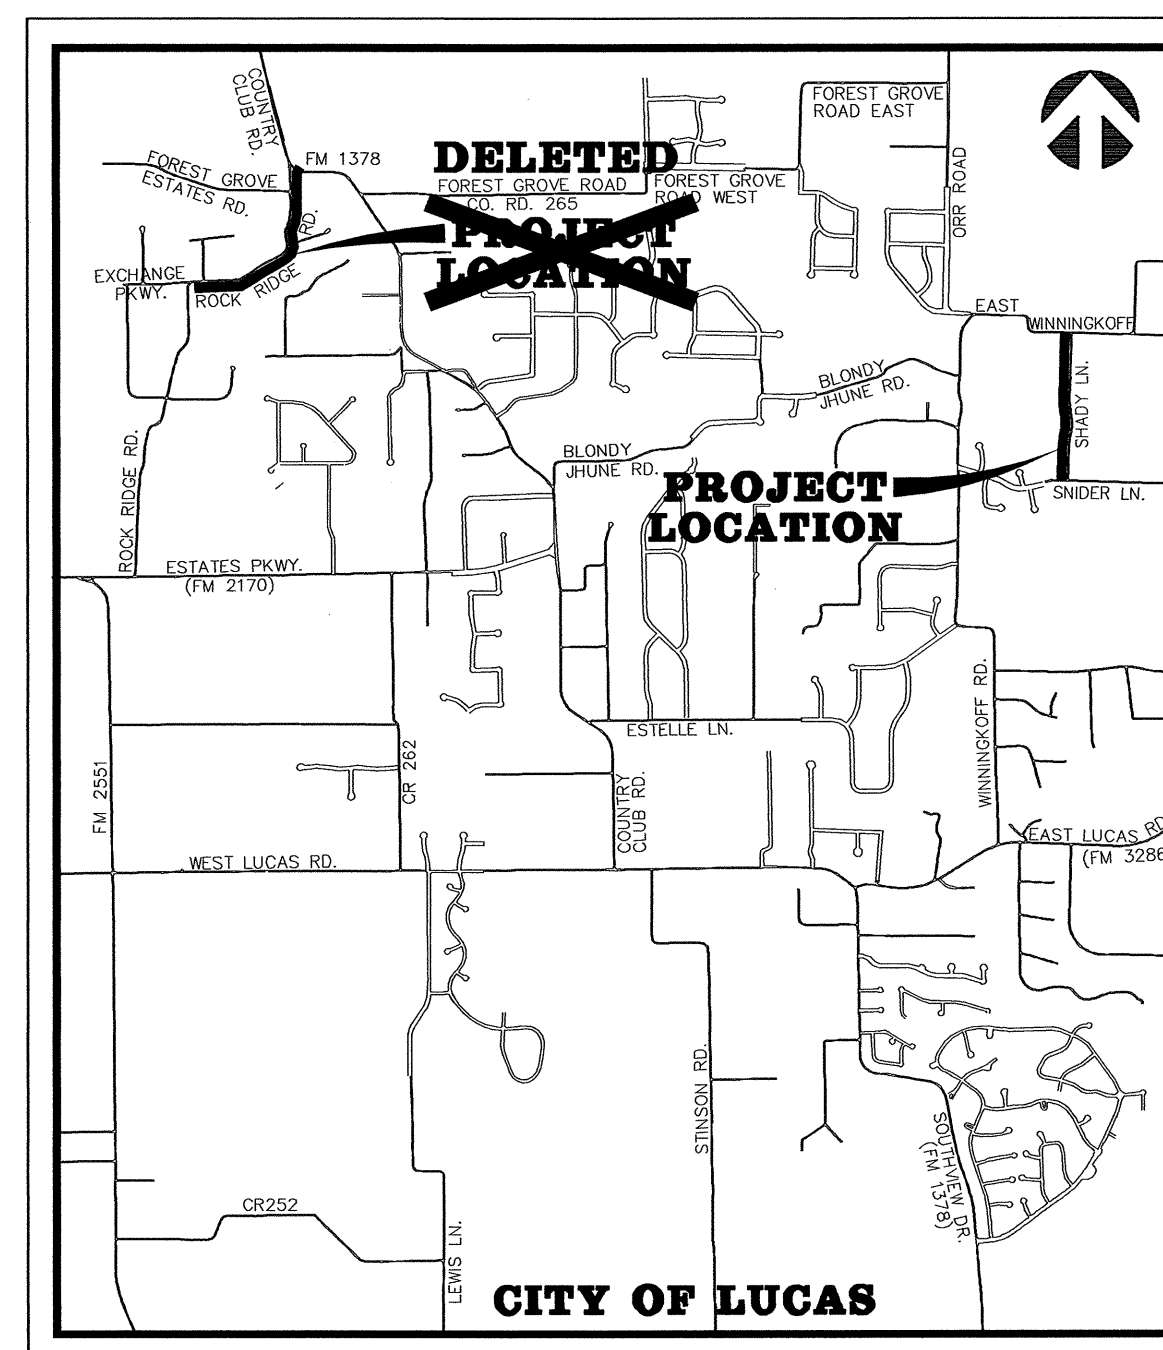 COUNTRY
CLUB RD.
FOREST GROVE
ROAD EAST
DELETED
FM 1378
FOREST GROVE
ESTATES RD.
FOREST GROVE ROAD
CO. RD. 265
FOREST GROVE
ROAD WEST
ORR ROAD
PROJECT
LOCATION
RD.
EXCHANGE
PKWY.
ROCK RIDGE
EAST
WINNINGKOFF
SHADY LN.
BLONDY
JHUNE RD.
BLONDY
JHUNE RD.
ROCK RIDGE RD.
PROJECT
LOCATION
SNIDER LN.
ESTATES PKWY.
(FM 2170)
WINNINGKOFF RD.
ESTELLE LN.
FM 2551
CR 262
COUNTRY
CLUB RD.
EAST LUCAS RD
(FM 3286
WEST LUCAS RD.
STINSON RD.
SOUTHVIEW DR.
(FM 1378)
CR252
LEWIS LN.
CITY OF LUCAS